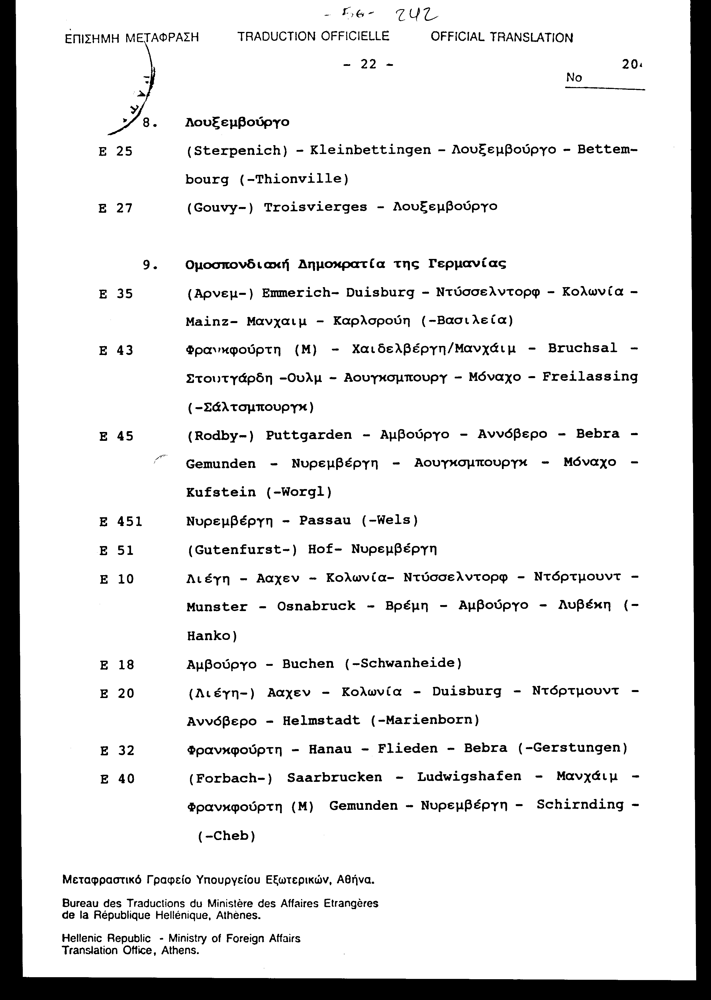 242
ΕΠΙΣΗΜΗ ΜΕΤΑΦΡΑΣΗ TRADUCTION OFFICIELLE OFFICIAL TRANSLATION
- 22 -
No
8. Λουξεμβούργο
E 25 (Sterpenich) - Kleinbettingen - Λουξεμβούργο - Bettem-
bourg (-Thionville)
E 27 (Gouvy-) Troisvierges - Λουξεμβούργο
9. Ομοσπονδιακή Δημοκρατία της Γερμανίας
E 35 (Αρνεμ-) Emmerich- Duisburg - Ντύσσελντορφ - Κολωνία -
Mainz- Μανχαιμ - Καρλσρούη (-Βασιλεία)
E 43 Φρανκφούρτη (Μ) - Χαιδελβέργη/Μανχάιμ - Bruchsal -
Στουτγάρδη -Ουλμ - Αουγκσμπουργ - Μόναχο - Freilassing
(-Σάλτσμπουργκ)
E 45 (Rodby-) Puttgarden - Αμβούργο - Αννόβερο - Bebra -
Gemunden - Νυρεμβέργη - Αουγκσμπουργκ - Μόναχο -
Kufstein (-Worgl)
E 451 Νυρεμβέργη - Passau (-Wels)
E 51 (Gutenfurst-) Hof- Νυρεμβέργη
E 10 Λιέγη - Ααχεν - Κολωνία- Ντύσσελντορφ - Ντόρτμουντ -
Munster - Osnabruck - Βρέμη - Αμβούργο - Λυβέκη (-
Hanko)
E 18 Αμβούργο - Buchen (-Schwanheide)
E 20 (Λιέγη-) Ααχεν - Κολωνία - Duisburg - Ντόρτμουντ -
Αννόβερο - Helmstadt (-Marienborn)
E 32 Φρανκφούρτη - Hanau - Flieden - Bebra (-Gerstungen)
E 40 (Forbach-) Saarbrucken - Ludwigshafen - Μανχάιμ -
Φρανκφούρτη (Μ) Gemunden - Νυρεμβέργη - Schirnding -
(-Cheb)
Μεταφραστικό Γραφείο Υπουργείου Εξωτερικών, Αθήνα.
Bureau des Traductions du Ministère des Affaires Etrangères
de la République Hellénique, Athènes.
Hellenic Republic - Ministry of Foreign Affairs
Translation Office, Athens.